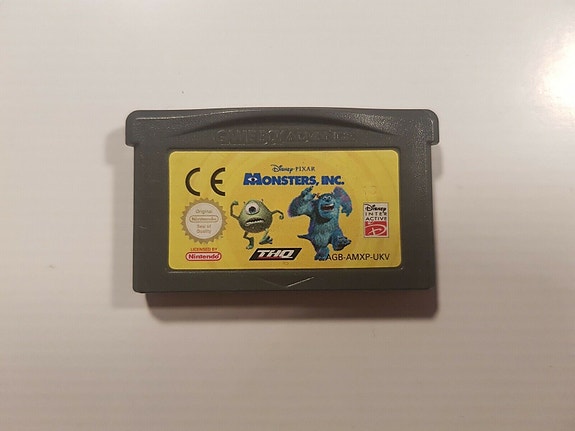 GAME BOY ADVANCE
CE
Disney·PIXAR
MONSTERS, INC.
Original
Nintendo
Seal of
Quality
LICENSED BY
Nintendo
THQ
Disney
INTER
ACTIVE
AGB-AMXP-UKV